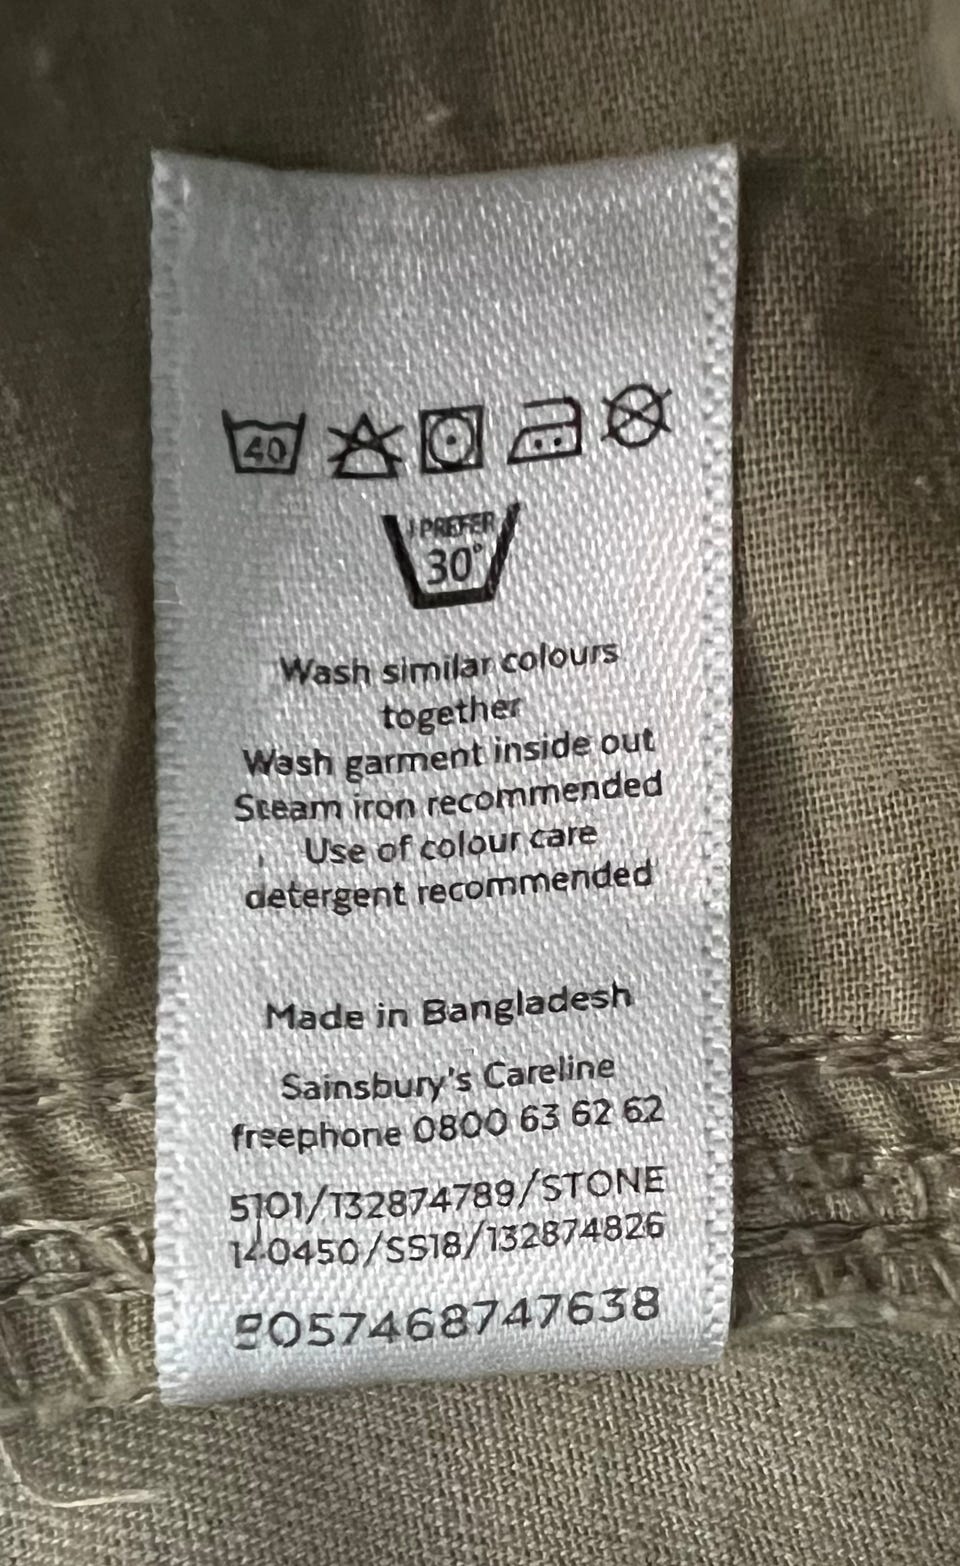 40
I PREFER
30°
Wash similar colours
together
Wash garment inside out
Steam iron recommended
Use of colour care
detergent recommended
Made in Bangladesh
Sainsbury's Careline
freephone 0800 63 62 62
5101/132874789/STONE
140450/SS18/132874826
5057468747638